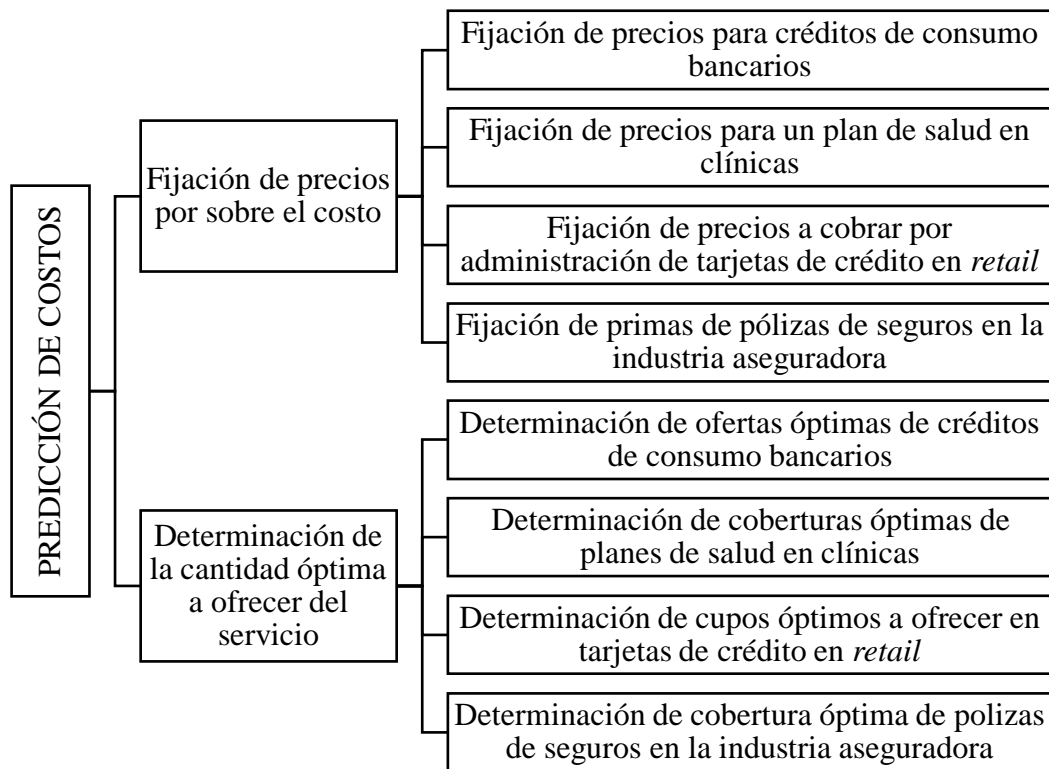 PREDICCIÓN DE COSTOS
Fijación de precios
por sobre el costo
Fijación de precios para créditos de consumo
bancarios
Fijación de precios para un plan de salud en
clínicas
Fijación de precios a cobrar por
administración de tarjetas de crédito en retail
Fijación de primas de pólizas de seguros en la
industria aseguradora
Determinación de
la cantidad óptima
a ofrecer del
servicio
Determinación de ofertas óptimas de créditos
de consumo bancarios
Determinación de coberturas óptimas de
planes de salud en clínicas
Determinación de cupos óptimos a ofrecer en
tarjetas de crédito en retail
Determinación de cobertura óptima de polizas
de seguros en la industria aseguradora